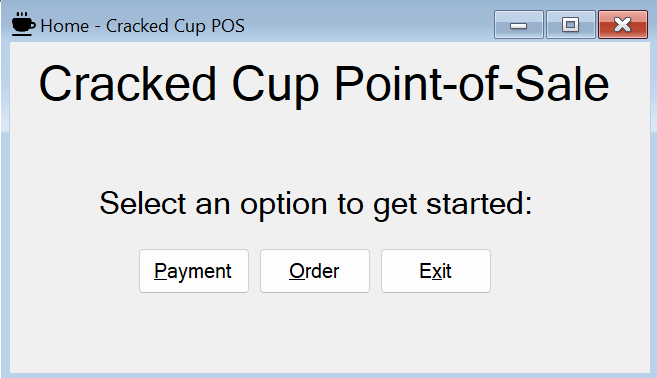 Home - Cracked Cup POS
Cracked Cup Point-of-Sale
Select an option to get started:
Payment Order Exit